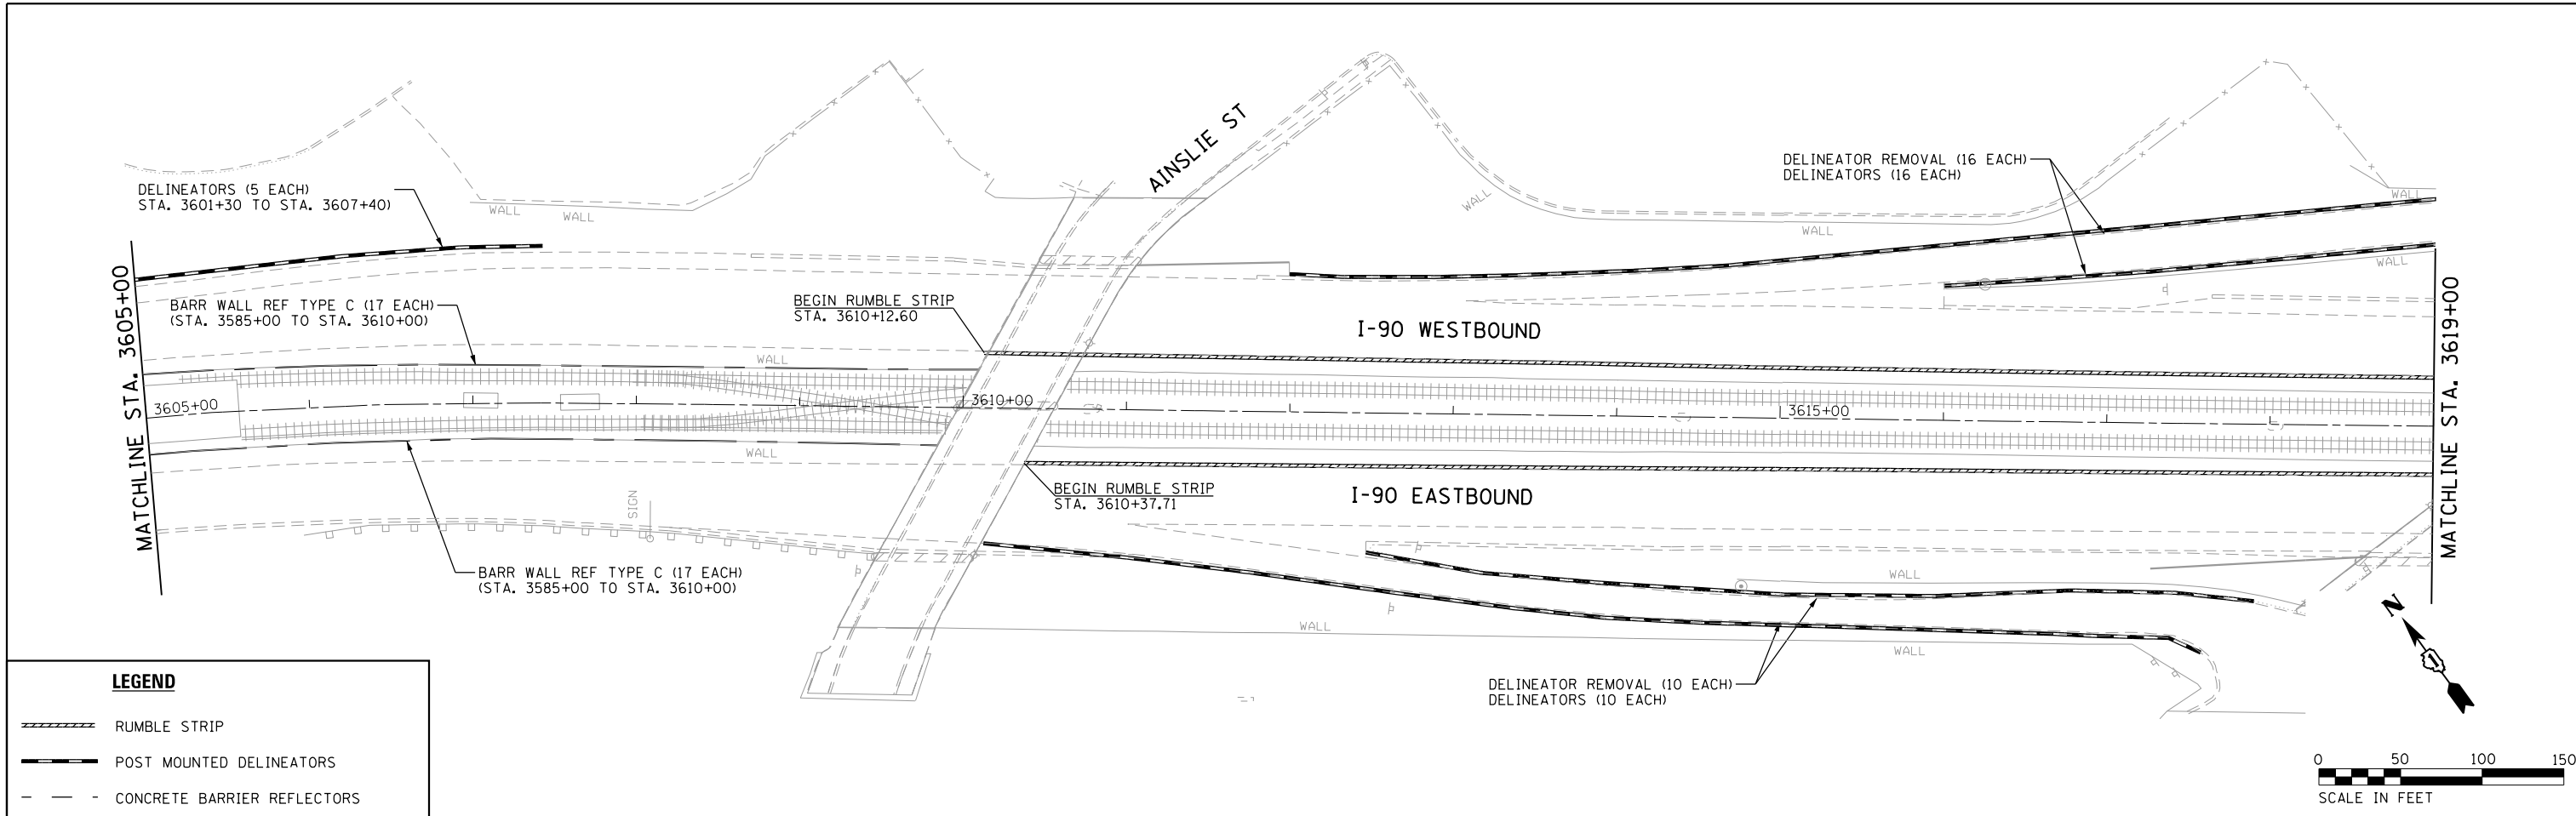 AINSLIE ST
DELINEATOR REMOVAL (16 EACH)
DELINEATORS (16 EACH)
DELINEATORS (5 EACH)
STA. 3601+30 TO STA. 3607+40)
WALL
WALL
WALL
WALL
WALL
WALL
MATCHLINE STA. 3605+00
BARR WALL REF TYPE C (17 EACH)
(STA. 3585+00 TO STA. 3610+00)
BEGIN RUMBLE STRIP
STA. 3610+12.60
I-90 WESTBOUND
MATCHLINE STA. 3619+00
WALL
3605+00
3610+00
3615+00
WALL
BEGIN RUMBLE STRIP
STA. 3610+37.71
I-90 EASTBOUND
SIGN
BARR WALL REF TYPE C (17 EACH)
(STA. 3585+00 TO STA. 3610+00)
WALL
WALL
WALL
DELINEATOR REMOVAL (10 EACH)
DELINEATORS (10 EACH)
N
1
LEGEND
RUMBLE STRIP
POST MOUNTED DELINEATORS
CONCRETE BARRIER REFLECTORS
0 50 100 150
SCALE IN FEET